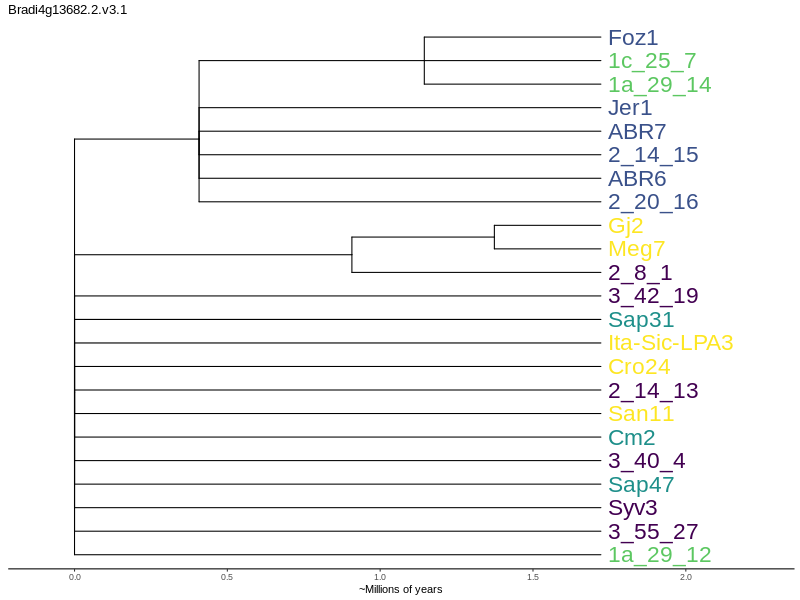 Bradi4g13682.2.v3.1
Foz1
1c_25_7
1a_29_14
Jer1
ABR7
2_14_15
ABR6
2_20_16
Gj2
Meg7
2_8_1
3_42_19
Sap31
Ita-Sic-LPA3
Cro24
2_14_13
San11
Cm2
3_40_4
Sap47
Syv3
3_55_27
1a_29_12
0.0 0.5 1.0 1.5 2.0
~Millions of years